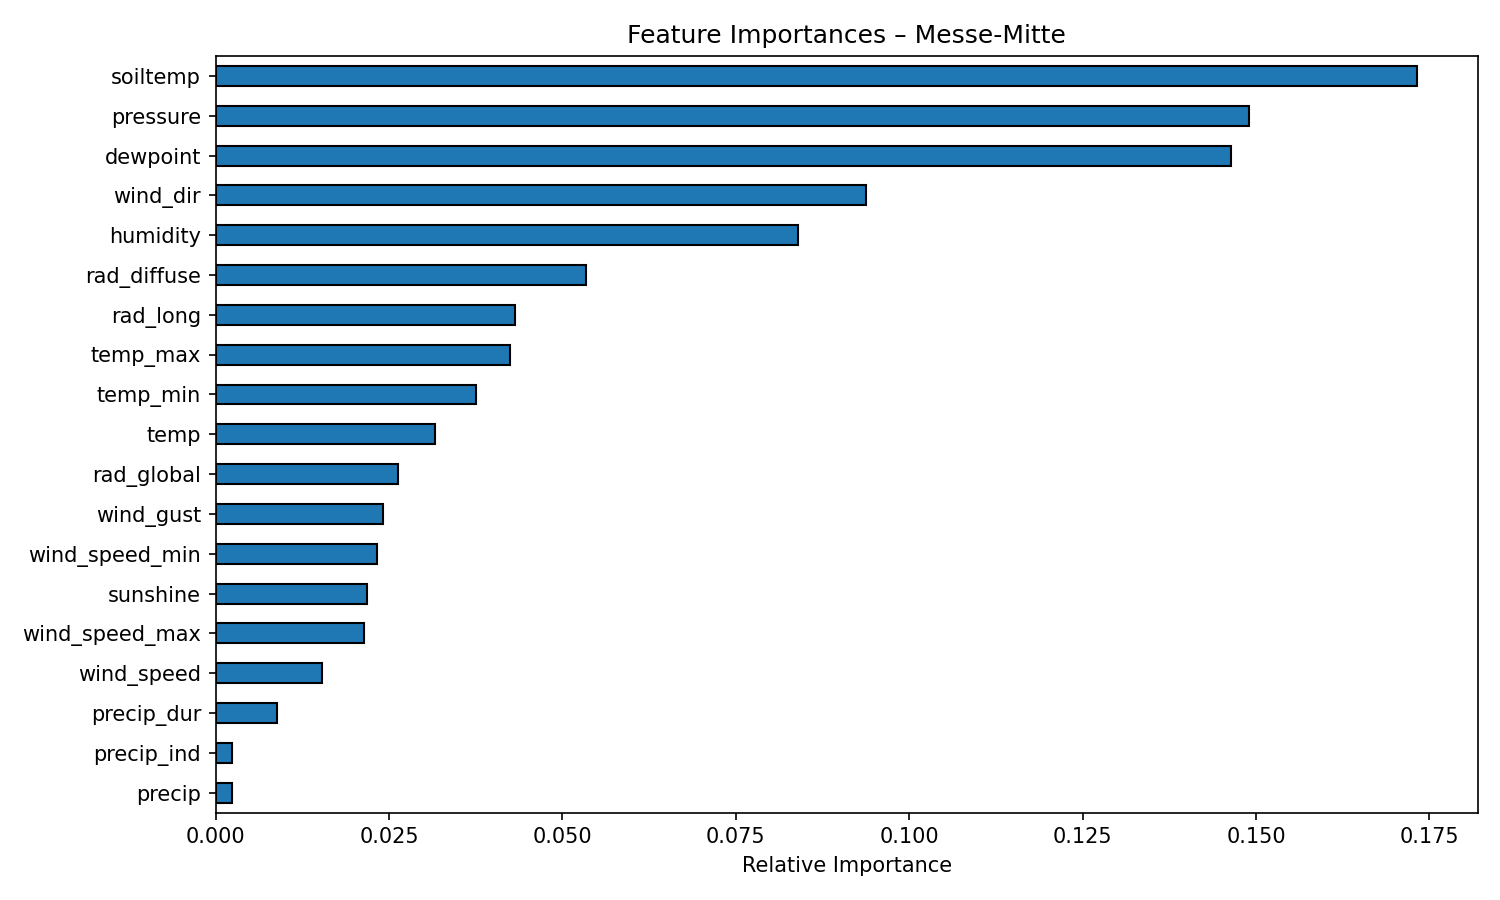 Feature Importances – Messe-Mitte
soiltemp
pressure
dewpoint
wind_dir
humidity
rad_diffuse
rad_long
temp_max
temp_min
temp
rad_global
wind_gust
wind_speed_min
sunshine
wind_speed_max
wind_speed
precip_dur
precip_ind
precip
0.000 0.025 0.050 0.075 0.100 0.125 0.150 0.175
Relative Importance